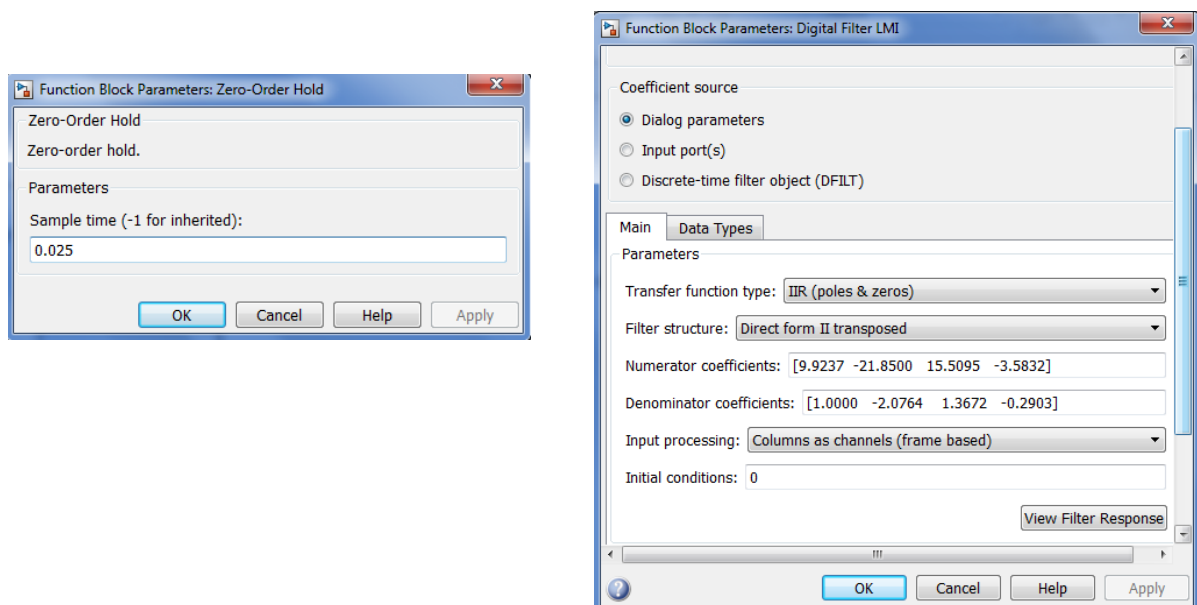 Function Block Parameters: Zero-Order Hold
Zero-Order Hold
Zero-order hold.
Parameters
Sample time (-1 for inherited):
0.025
OK Cancel Help Apply
Function Block Parameters: Digital Filter LMI
Coefficient source
Dialog parameters
Input port(s)
Discrete-time filter object (DFILT)
Main Data Types
Parameters
Transfer function type: IIR (poles & zeros)
Filter structure: Direct form II transposed
Numerator coefficients: [9.9237 -21.8500 15.5095 -3.5832]
Denominator coefficients: [1.0000 -2.0764 1.3672 -0.2903]
Input processing: Columns as channels (frame based)
Initial conditions: 0
View Filter Response
OK Cancel Help Apply